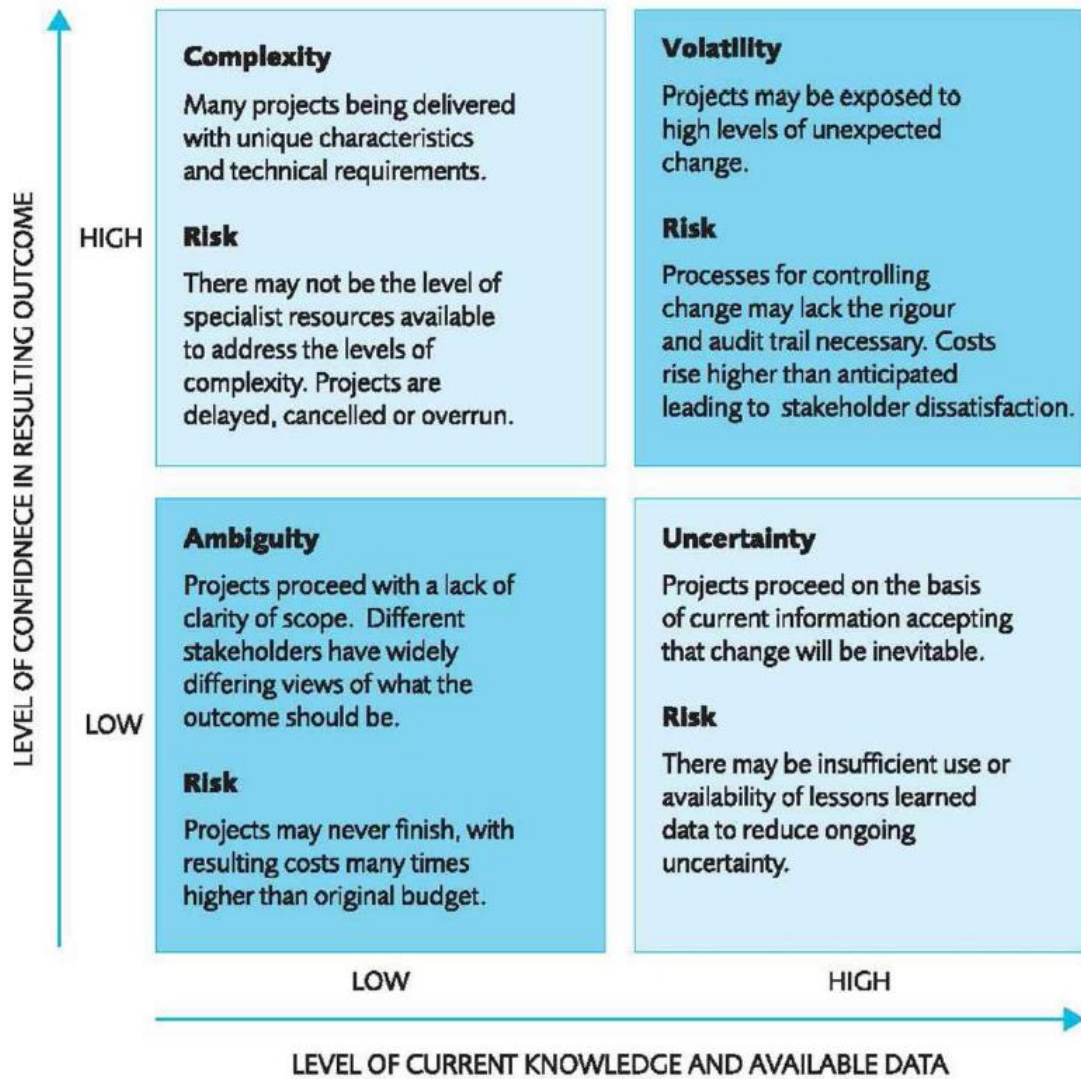 LEVEL OF CONFIDNECE IN RESULTING OUTCOME
HIGH
Complexity
Many projects being delivered
with unique characteristics
and technical requirements.
Risk
There may not be the level of
specialist resources available
to address the levels of
complexity. Projects are
delayed, cancelled or overrun.
Volatility
Projects may be exposed to
high levels of unexpected
change.
Risk
Processes for controlling
change may lack the rigour
and audit trail necessary. Costs
rise higher than anticipated
leading to stakeholder dissatisfaction.
LOW
Ambiguity
Projects proceed with a lack of
clarity of scope. Different
stakeholders have widely
differing views of what the
outcome should be.
Risk
Projects may never finish, with
resulting costs many times
higher than original budget.
Uncertainty
Projects proceed on the basis
of current information accepting
that change will be inevitable.
Risk
There may be insufficient use or
availability of lessons learned
data to reduce ongoing
uncertainty.
LOW
HIGH
LEVEL OF CURRENT KNOWLEDGE AND AVAILABLE DATA